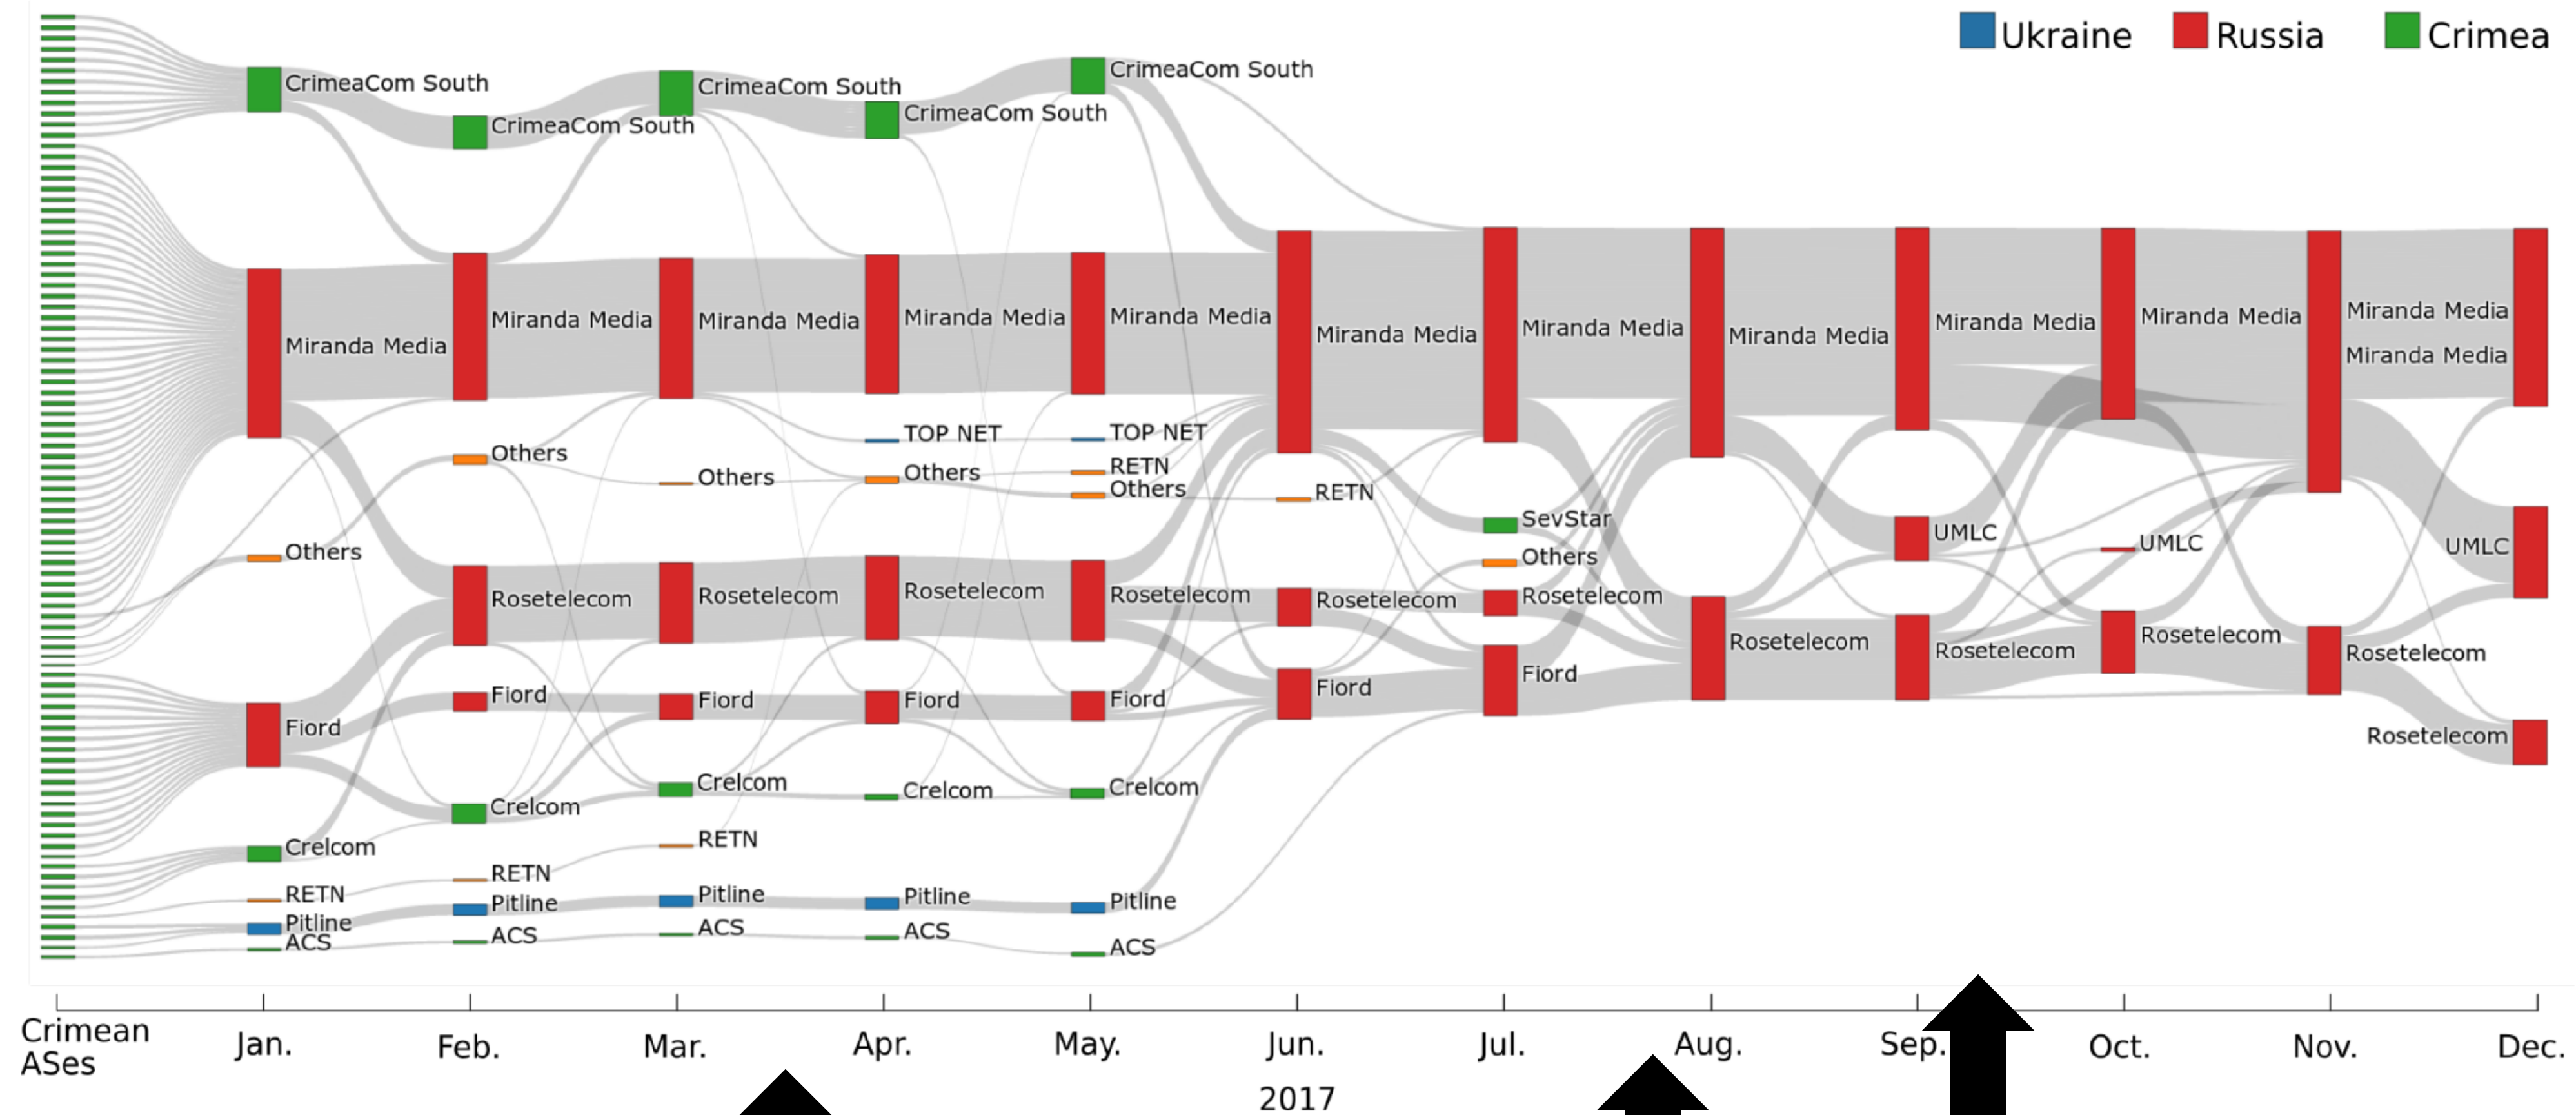 Ukraine Russia Crimea
CrimeaCom South
CrimeaCom South
CrimeaCom South
CrimeaCom South
CrimeaCom South
Miranda Media
Miranda Media
Miranda Media
Miranda Media
Miranda Media
Miranda Media
Miranda Media
Miranda Media
Miranda Media
Miranda Media
Miranda Media
Miranda Media
TOP NET
TOP NET
Others
Others
Others
RETN
Others
RETN
SevStar
Others
Others
UMLC
UMLC
UMLC
Rosetelecom
Rosetelecom
Rosetelecom
Rosetelecom
Rosetelecom
Rosetelecom
Rosetelecom
Rosetelecom
Rosetelecom
Rosetelecom
Rosetelecom
Fiord
Fiord
Fiord
Fiord
Fiord
Fiord
Fiord
Crelcom
Crelcom
Crelcom
Crelcom
Crelcom
RETN
RETN
RETN
Pitline
Pitline
Pitline
Pitline
Pitline
ACS
ACS
ACS
ACS
ACS
Crimean
ASes
Jan. Feb. Mar. Apr. May. Jun. Jul. Aug. Sep. Oct. Nov. Dec.
2017